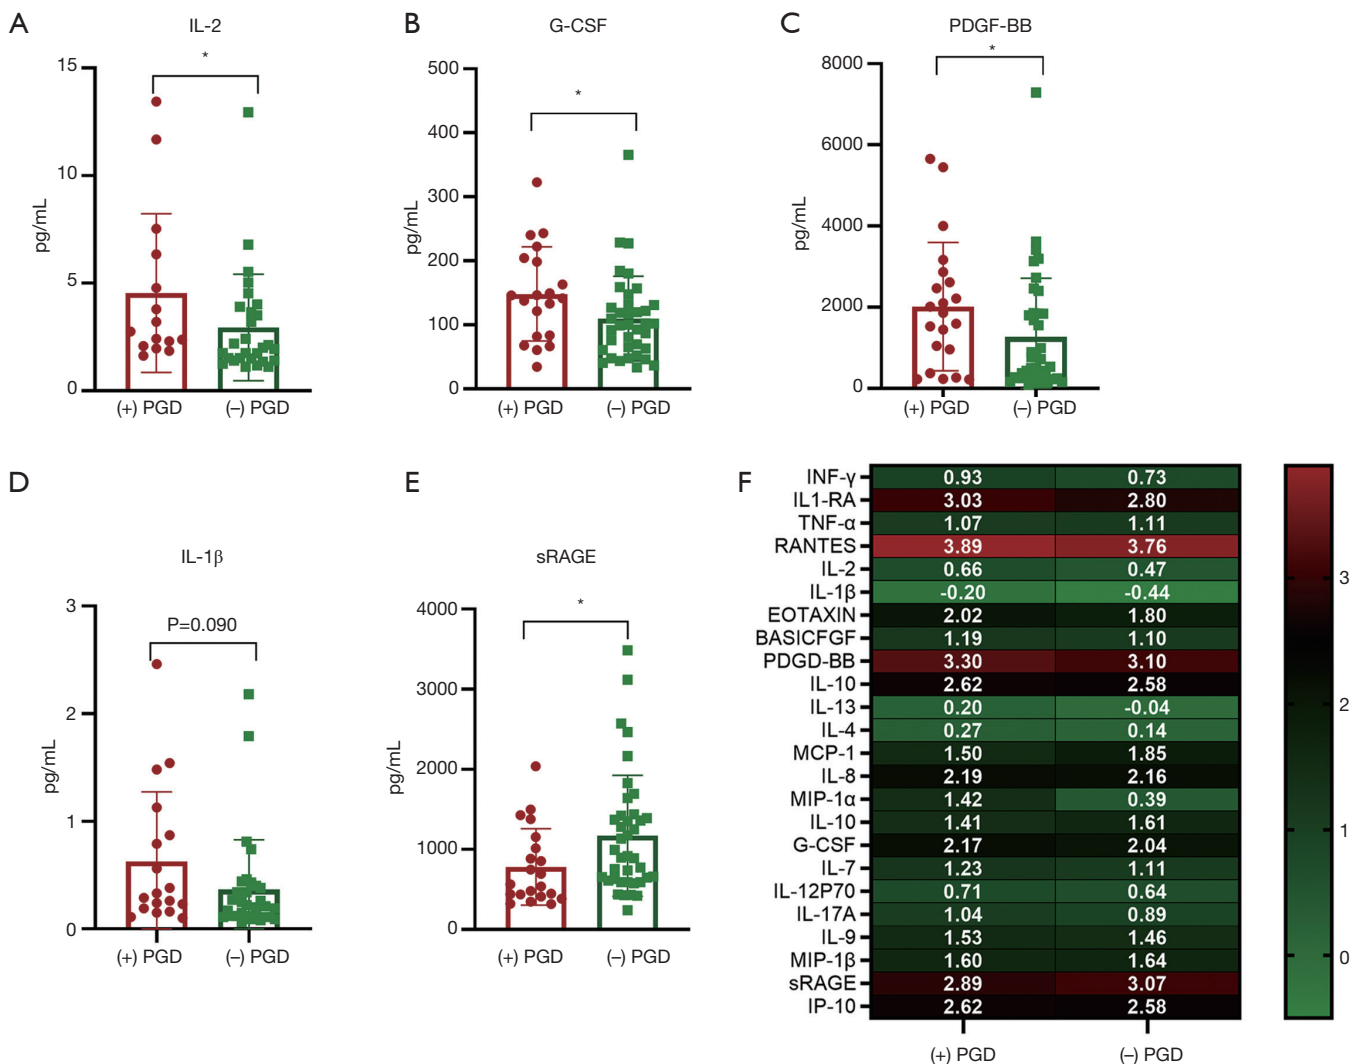 A
IL-2
*
15
10
5
0
pg/mL
(+) PGD
(–) PGD
B
G-CSF
*
500
400
300
200
100
0
pg/mL
(+) PGD
(–) PGD
C
PDGF-BB
*
8000
6000
4000
2000
0
pg/mL
(+) PGD
(–) PGD
D
IL-1β
P=0.090
3
2
1
0
pg/mL
(+) PGD
(–) PGD
E
sRAGE
*
4000
3000
2000
1000
0
pg/mL
(+) PGD
(–) PGD
F
INF-γ 0.93 0.73
IL1-RA 3.03 2.80
TNF-α 1.07 1.11
RANTES 3.89 3.76
IL-2 0.66 0.47
IL-1β -0.20 -0.44
EOTAXIN 2.02 1.80
BASICFGF 1.19 1.10
PDGD-BB 3.30 3.10
IL-10 2.62 2.58
IL-13 0.20 -0.04
IL-4 0.27 0.14
MCP-1 1.50 1.85
IL-8 2.19 2.16
MIP-1α 1.42 0.39
IL-10 1.41 1.61
G-CSF 2.17 2.04
IL-7 1.23 1.11
IL-12P70 0.71 0.64
IL-17A 1.04 0.89
IL-9 1.53 1.46
MIP-1β 1.60 1.64
sRAGE 2.89 3.07
IP-10 2.62 2.58
(+) PGD
(–) PGD
3
2
1
0